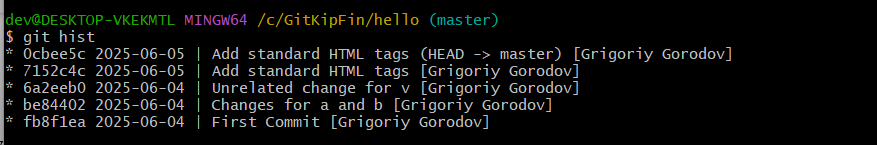 dev@DESKTOP-VKEKMTL MINGW64 /c/GitKipFin/hello (master)
$ git hist
* 0cbee5c 2025-06-05 | Add standard HTML tags (HEAD -> master) [Grigoriy Gorodov]
* 7152c4c 2025-06-05 | Add standard HTML tags [Grigoriy Gorodov]
* 6a2eeb0 2025-06-04 | Unrelated change for v [Grigoriy Gorodov]
* be84402 2025-06-04 | Changes for a and b [Grigoriy Gorodov]
* fb8f1ea 2025-06-04 | First Commit [Grigoriy Gorodov]